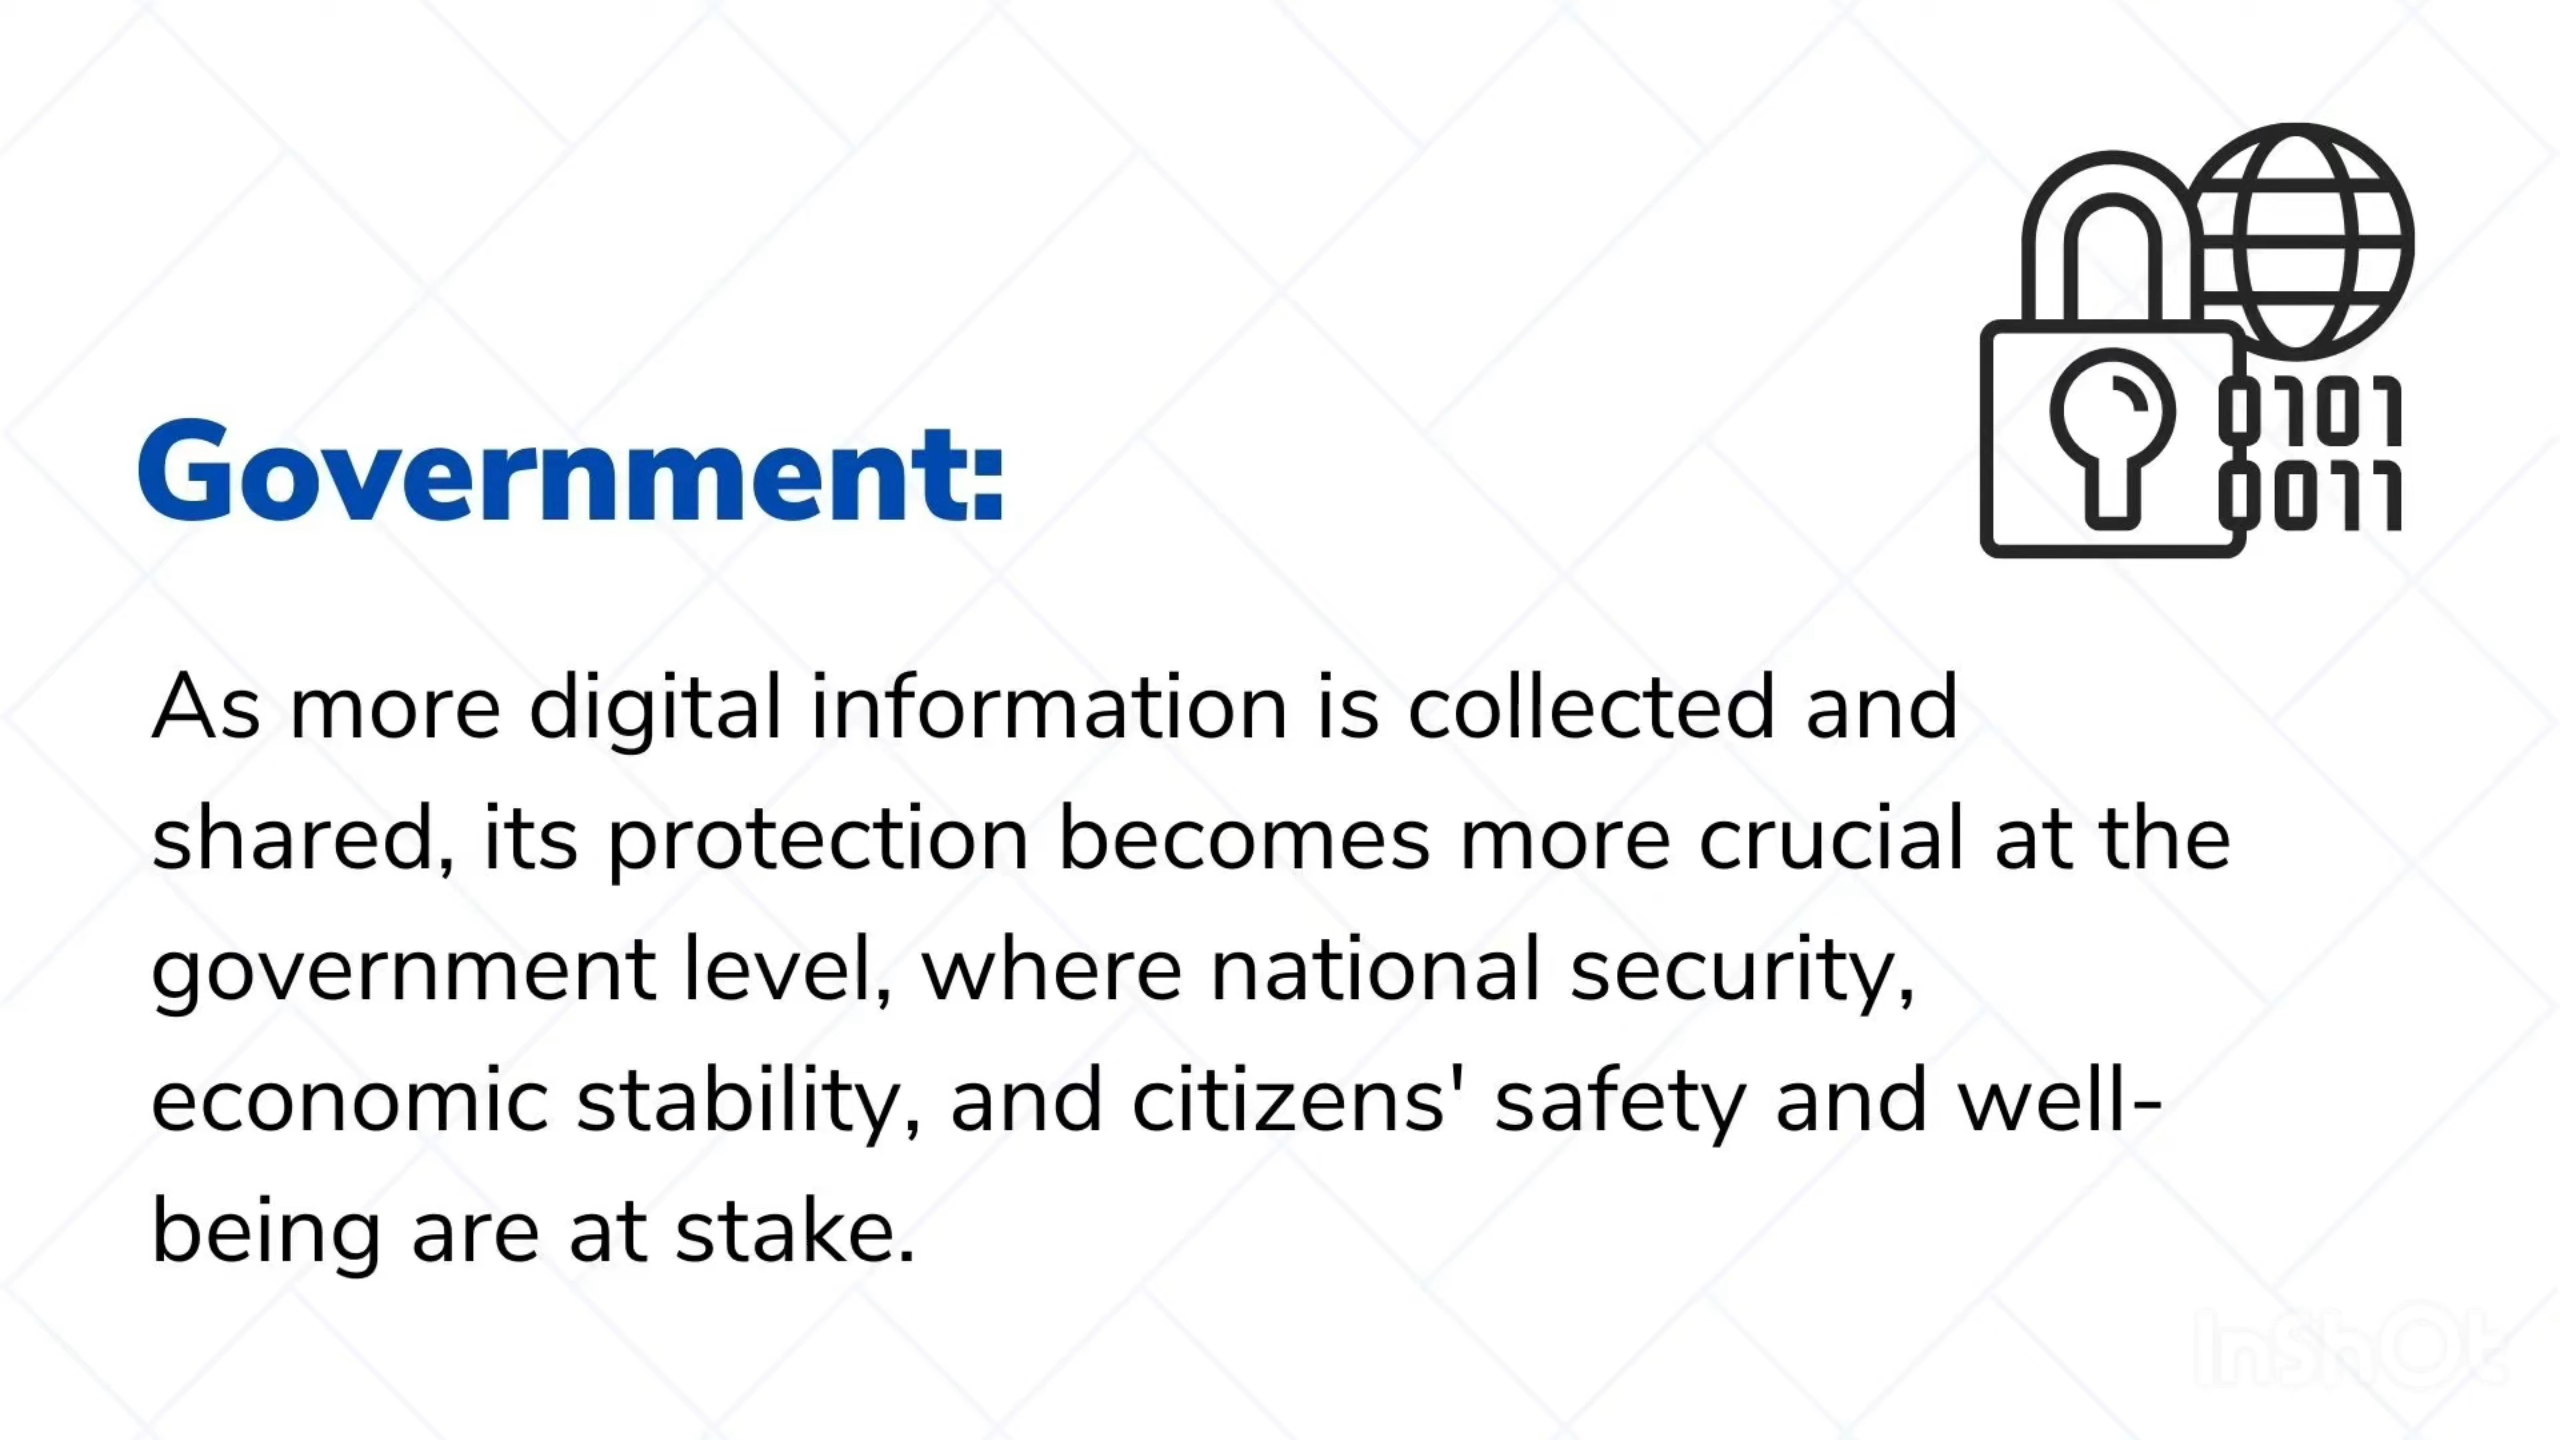 0101
0011
Government:
As more digital information is collected and
shared, its protection becomes more crucial at the
government level, where national security,
economic stability, and citizens' safety and well-
being are at stake.
InShOt